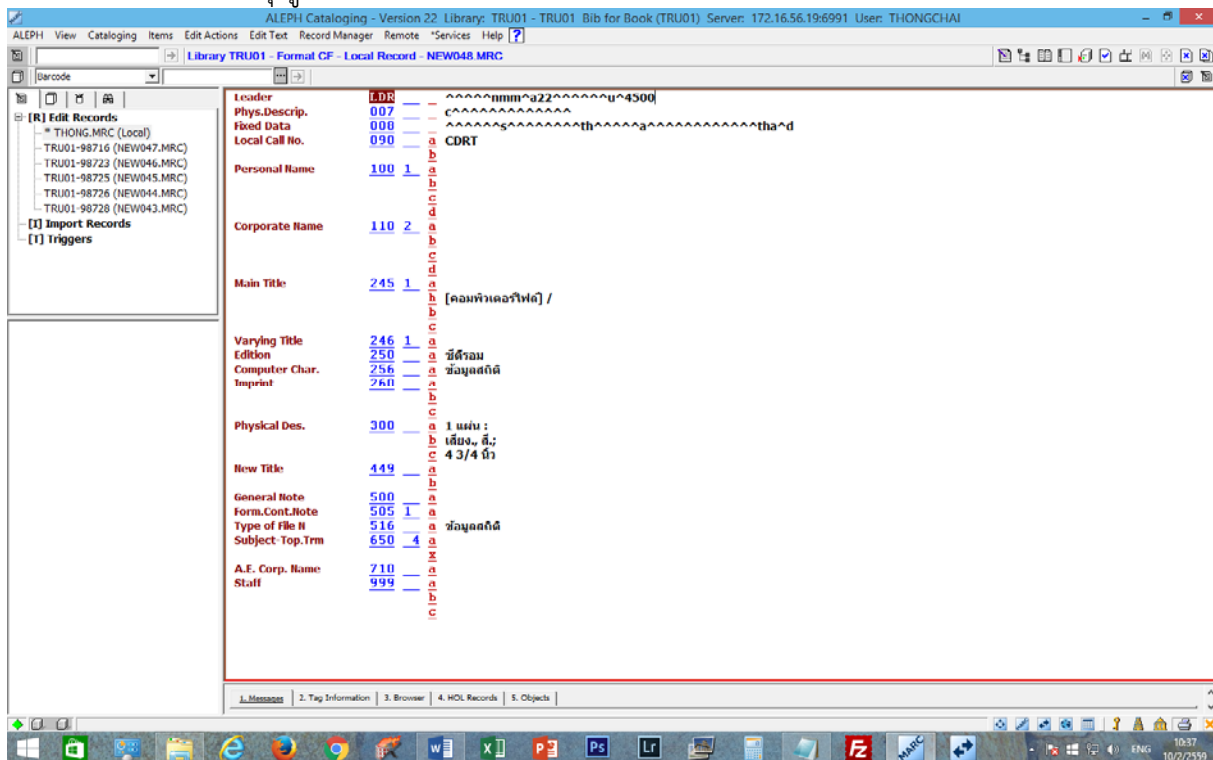 ALEPH Cataloging - Version 22 Library: TRU01 - TRU01 Bib for Book (TRU01) Server: 172.16.56.19:6991 User: THONGCHAI
ALEPH View Cataloging Items Edit Actions Edit Text Record Manager Remote *Services Help ?
Library TRU01 - Formal CF - Local Record - NEW048.MRC
Barcode
[R] Edit Records
* THONG.MRC (Local)
TRU01-98716 (NEW047.MRC)
TRU01-98723 (NEW046.MRC)
TRU01-98725 (NEW045.MRC)
TRU01-98726 (NEW044.MRC)
TRU01-98728 (NEW043.MRC)
[I] Import Records
[T] Triggers
Leader LDR ^^^^^nmm^a22^^^^^^u^4500
Phys.Descrip. 007 c^^^^^^^^^^^^^
Fixed Data 000 ^^^^^^s^^^^^^^^^th^^^^^a^^^^^^^^^^^^tha^d
Local Call No. 090 a CDRT
b
Personal Name 100 1 a
b
c
d
Corporate Name 110 2 a
b
c
d
Main Title 245 1 a
h [คอมพิวเตอร์ไฟล์] /
b
c
Varying Title 246 1 a
Edition 250 a ซีดีรอม
Computer Char. 256 a ข้อมูลสถิติ
Imprint 260 a
b
c
Physical Des. 300 a 1 แผ่น :
b เสียง., สี.;
c 4 3/4 นิ้ว
New Title 449 a
b
General Note 500 a
Form.Cont.Note 505 1 a
Type of File N 516 a ข้อมูลสถิติ
Subject-Top.Trm 650 4 a
x
A.E. Corp. Name 710 a
Staff 999 a
b
c
1. Messages 2. Tag Information 3. Browser 4. HOL Records 5. Objects
ENG 10:37
10/2/2559